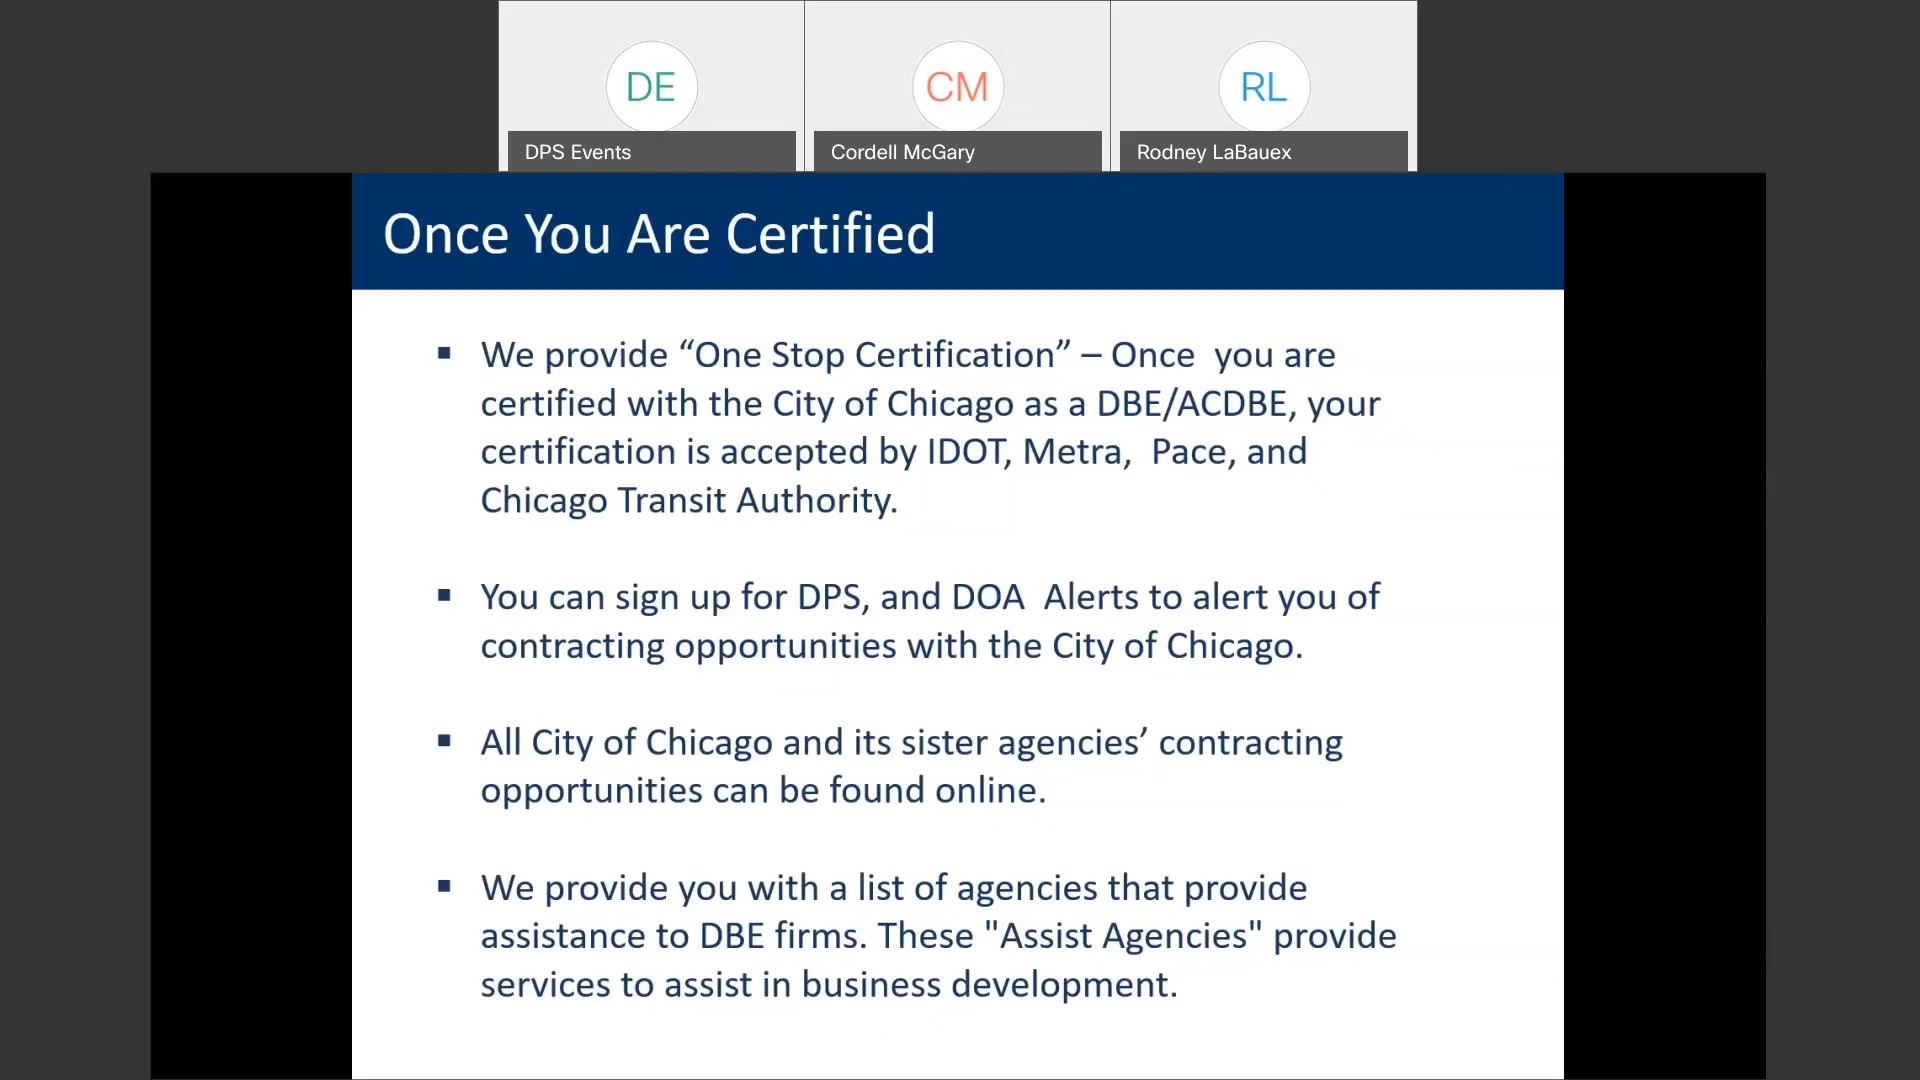 DE
CM
RL
DPS Events
Cordell McGary
Rodney LaBauex
Once You Are Certified
▪ We provide “One Stop Certification” – Once  you are
certified with the City of Chicago as a DBE/ACDBE, your
certification is accepted by IDOT, Metra,  Pace, and
Chicago Transit Authority.
▪ You can sign up for DPS, and DOA  Alerts to alert you of
contracting opportunities with the City of Chicago.
▪ All City of Chicago and its sister agencies’ contracting
opportunities can be found online.
▪ We provide you with a list of agencies that provide
assistance to DBE firms. These "Assist Agencies" provide
services to assist in business development.